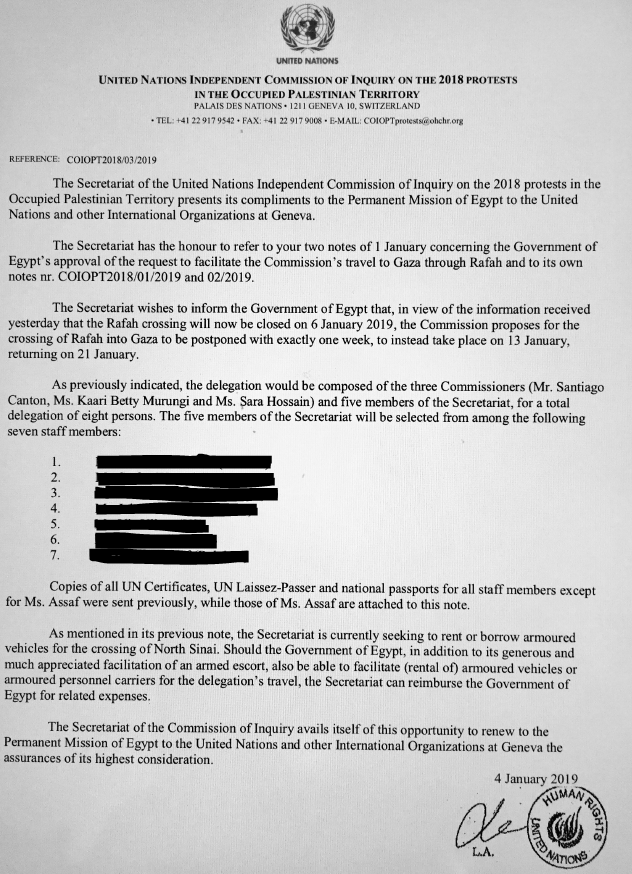 UNITED NATIONS
UNITED NATIONS INDEPENDENT COMMISSION OF INQUIRY ON THE 2018 PROTESTS
IN THE OCCUPIED PALESTINIAN TERRITORY
PALAIS DES NATIONS • 1211 GENEVA 10, SWITZERLAND
• TEL: +41 22 917 9542 • FAX: +41 22 917 9008 • E-MAIL: COIOPTprotests@ohchr.org
REFERENCE: COIOPT2018/03/2019
The Secretariat of the United Nations Independent Commission of Inquiry on the 2018 protests in the
Occupied Palestinian Territory presents its compliments to the Permanent Mission of Egypt to the United
Nations and other International Organizations at Geneva.
The Secretariat has the honour to refer to your two notes of 1 January concerning the Government of
Egypt's approval of the request to facilitate the Commission's travel to Gaza through Rafah and to its own
notes nr. COIOPT2018/01/2019 and 02/2019.
The Secretariat wishes to inform the Government of Egypt that, in view of the information received
yesterday that the Rafah crossing will now be closed on 6 January 2019, the Commission proposes for the
crossing of Rafah into Gaza to be postponed with exactly one week, to instead take place on 13 January,
returning on 21 January.
As previously indicated, the delegation would be composed of the three Commissioners (Mr. Santiago
Canton, Ms. Kaari Betty Murungi and Ms. Sara Hossain) and five members of the Secretariat, for a total
delegation of eight persons. The five members of the Secretariat will be selected from among the following
seven staff members:
1.
2.
3.
4.
5.
6.
7.
Copies of all UN Certificates, UN Laissez-Passer and national passports for all staff members except
for Ms. Assaf were sent previously, while those of Ms. Assaf are attached to this note.
As mentioned in its previous note, the Secretariat is currently seeking to rent or borrow armoured
vehicles for the crossing of North Sinai. Should the Government of Egypt, in addition to its generous and
much appreciated facilitation of an armed escort, also be able to facilitate (rental of) armoured vehicles or
armoured personnel carriers for the delegation's travel, the Secretariat can reimburse the Government of
Egypt for related expenses.
The Secretariat of the Commission of Inquiry avails itself of this opportunity to renew to the
Permanent Mission of Egypt to the United Nations and other International Organizations at Geneva the
assurances of its highest consideration.
4 January 2019
L.A.
HUMAN RIGHTS
UNITED NATIONS